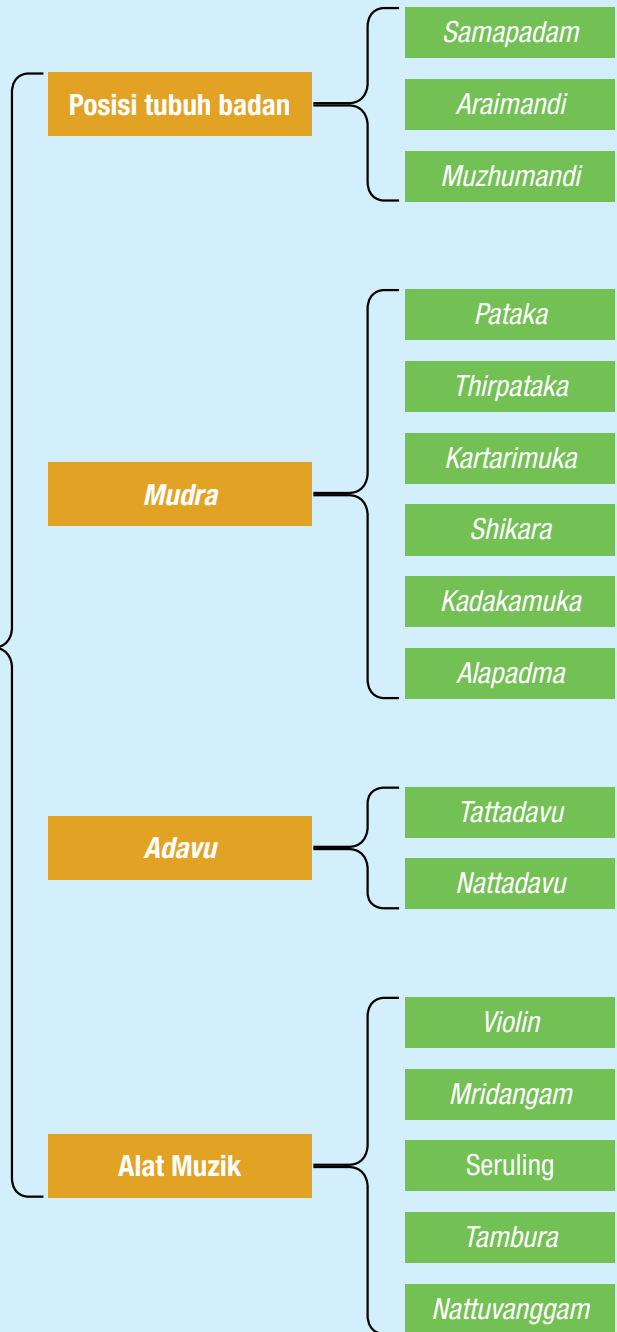 Posisi tubuh badan
Samapadam
Araimandi
Muzhumandi
Mudra
Pataka
Thirpataka
Kartarimuka
Shikara
Kadakamuka
Alapadma
Adavu
Tattadavu
Nattadavu
Alat Muzik
Violin
Mridangam
Seruling
Tambura
Nattuvanggam